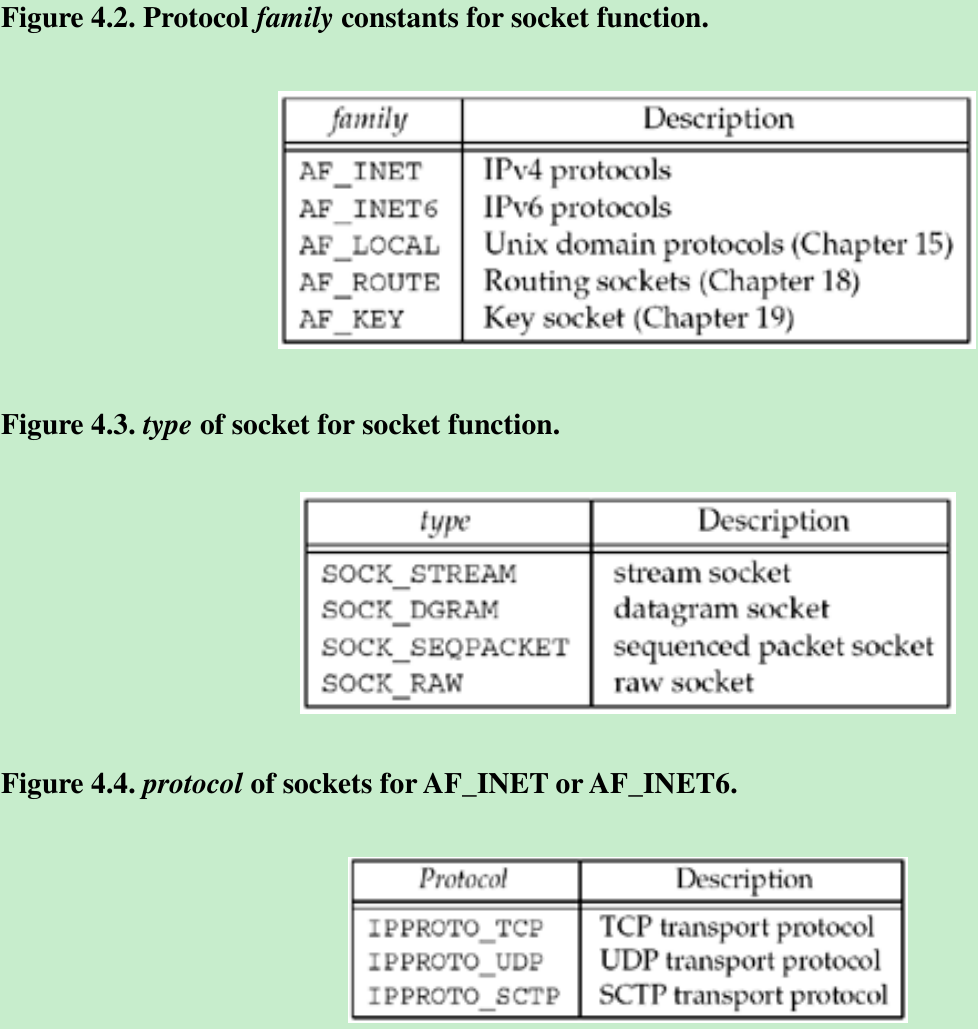 Figure 4.2. Protocol family constants for socket function.
family Description
AF_INET IPv4 protocols
AF_INET6 IPv6 protocols
AF_LOCAL Unix domain protocols (Chapter 15)
AF_ROUTE Routing sockets (Chapter 18)
AF_KEY Key socket (Chapter 19)
Figure 4.3. type of socket for socket function.
type Description
SOCK_STREAM stream socket
SOCK_DGRAM datagram socket
SOCK_SEQPACKET sequenced packet socket
SOCK_RAW raw socket
Figure 4.4. protocol of sockets for AF_INET or AF_INET6.
Protocol Description
IPPROTO_TCP TCP transport protocol
IPPROTO_UDP UDP transport protocol
IPPROTO_SCTP SCTP transport protocol